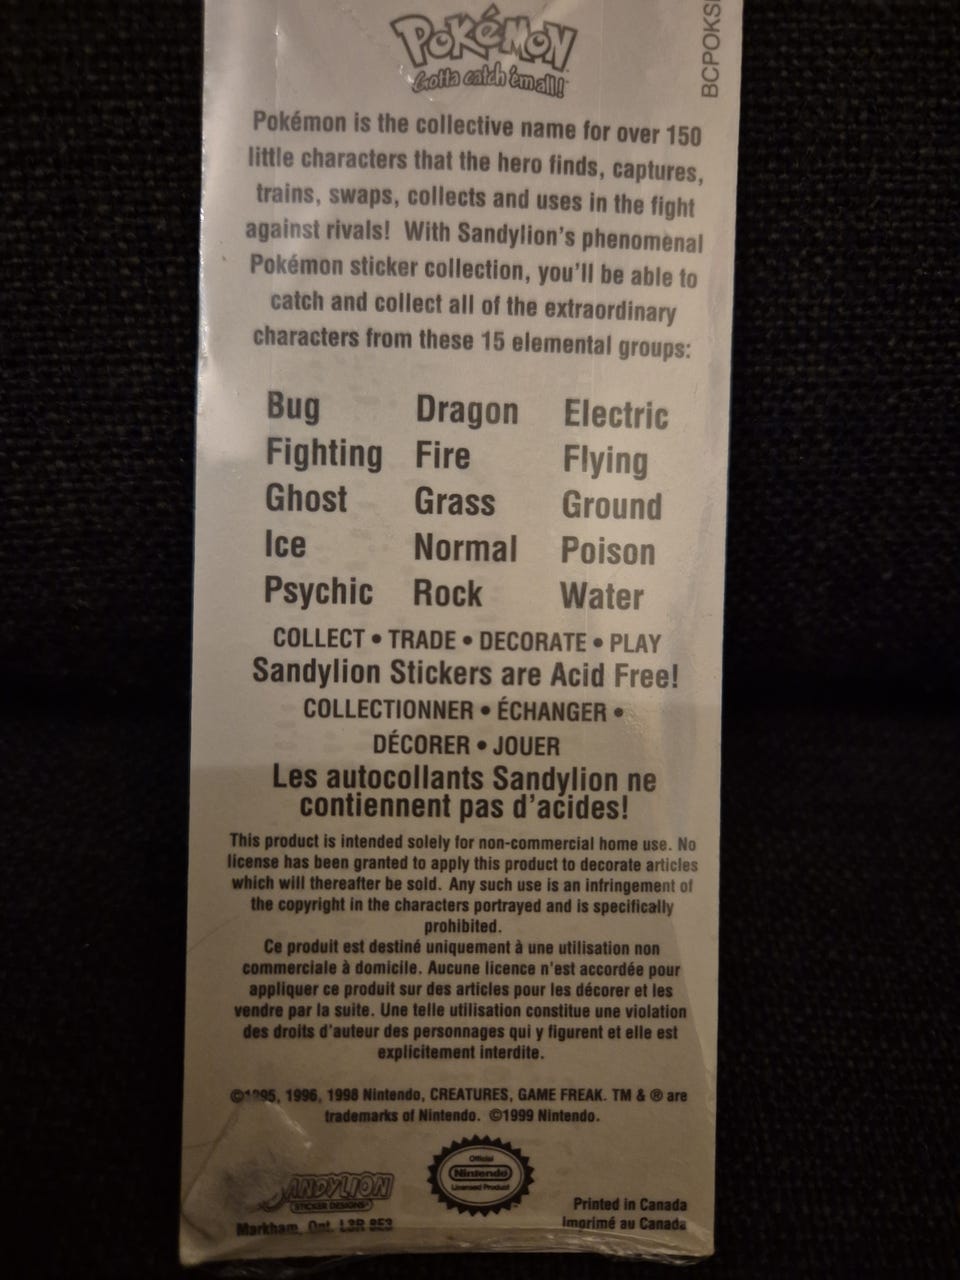 POKéMON
Gotta catch 'em all!
BCPOKS
Pokémon is the collective name for over 150
little characters that the hero finds, captures,
trains, swaps, collects and uses in the fight
against rivals! With Sandylion's phenomenal
Pokémon sticker collection, you'll be able to
catch and collect all of the extraordinary
characters from these 15 elemental groups:
Bug Dragon Electric
Fighting Fire Flying
Ghost Grass Ground
Ice Normal Poison
Psychic Rock Water
COLLECT • TRADE • DECORATE • PLAY
Sandylion Stickers are Acid Free!
COLLECTIONNER • ÉCHANGER •
DÉCORER • JOUER
Les autocollants Sandylion ne
contiennent pas d'acides!
This product is intended solely for non-commercial home use. No
license has been granted to apply this product to decorate articles
which will thereafter be sold. Any such use is an infringement of
the copyright in the characters portrayed and is specifically
prohibited.
Ce produit est destiné uniquement à une utilisation non
commerciale à domicile. Aucune licence n'est accordée pour
appliquer ce produit sur des articles pour les décorer et les
vendre par la suite. Une telle utilisation constitue une violation
des droits d'auteur des personnages qui y figurent et elle est
explicitement interdite.
©1995, 1996, 1998 Nintendo, CREATURES, GAME FREAK. TM & ® are
trademarks of Nintendo. ©1999 Nintendo.
SANDYLION
STICKER DESIGNS
Markham, Ont. L3R 8E3
Official
Nintendo
Licensed Product
Printed in Canada
Imprimé au Canada